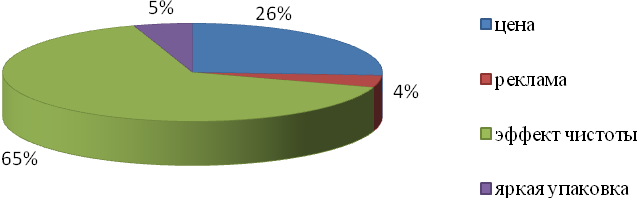 5%
26%
4%
65%
цена
реклама
эффект чистоты
яркая упаковка